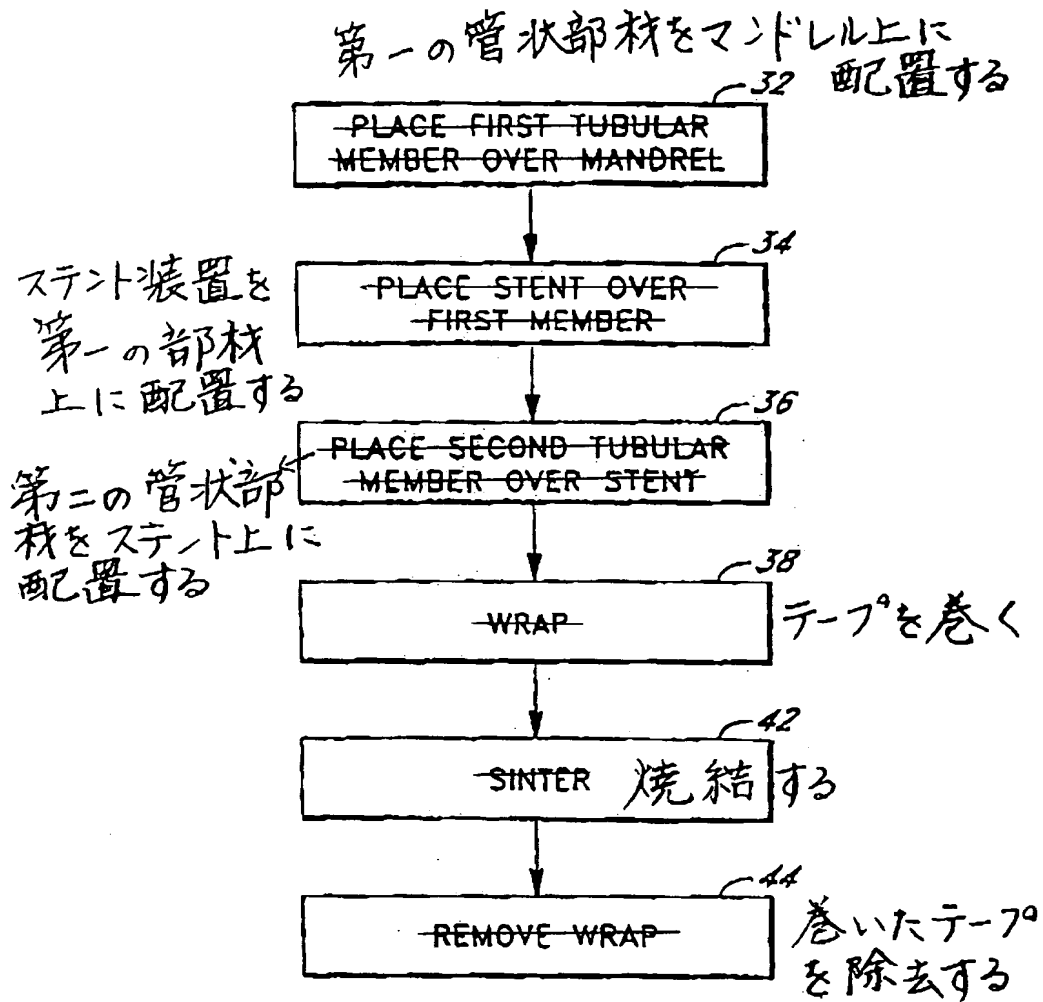 第一の管状部材をマンドレル上に
配置する
32
PLACE FIRST TUBULAR
MEMBER OVER MANDREL
34
PLACE STENT OVER
FIRST MEMBER
ステント装置を
第一の部材
上に配置する
36
PLACE SECOND TUBULAR
MEMBER OVER STENT
第二の管状部
材をステント上に
配置する
38
WRAP
テープを巻く
42
SINTER 焼結する
44
REMOVE WRAP
巻いたテープ
を除去する